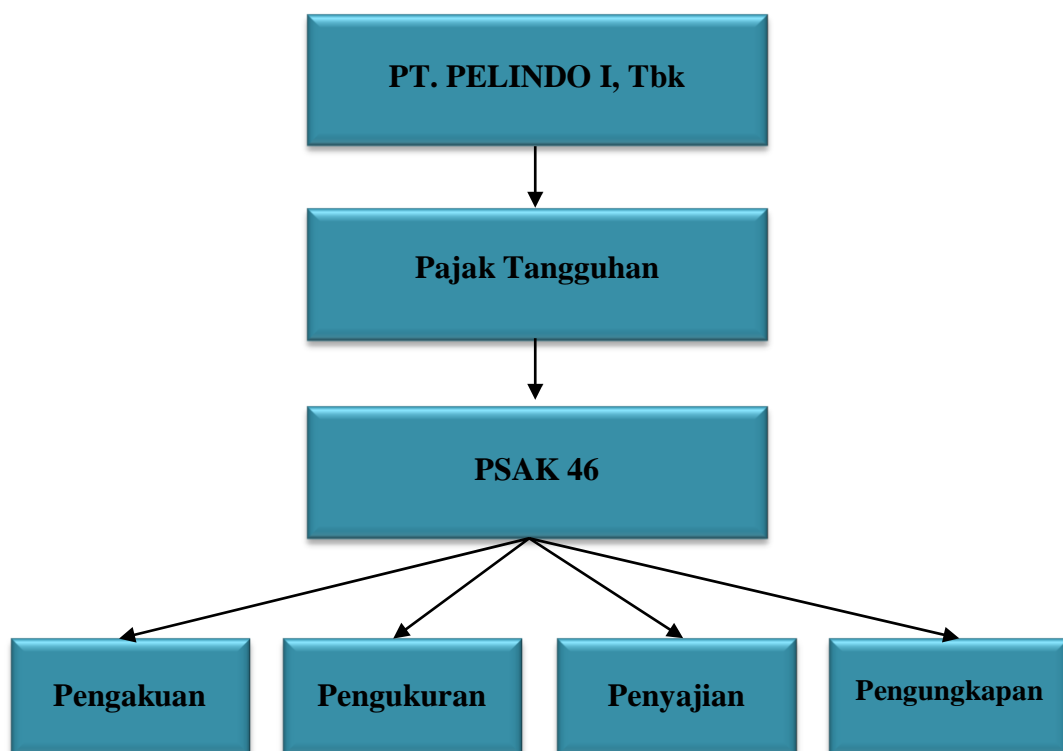 PT. PELINDO I, Tbk
Pajak Tangguhan
PSAK 46
Pengakuan
Pengukuran
Penyajian
Pengungkapan